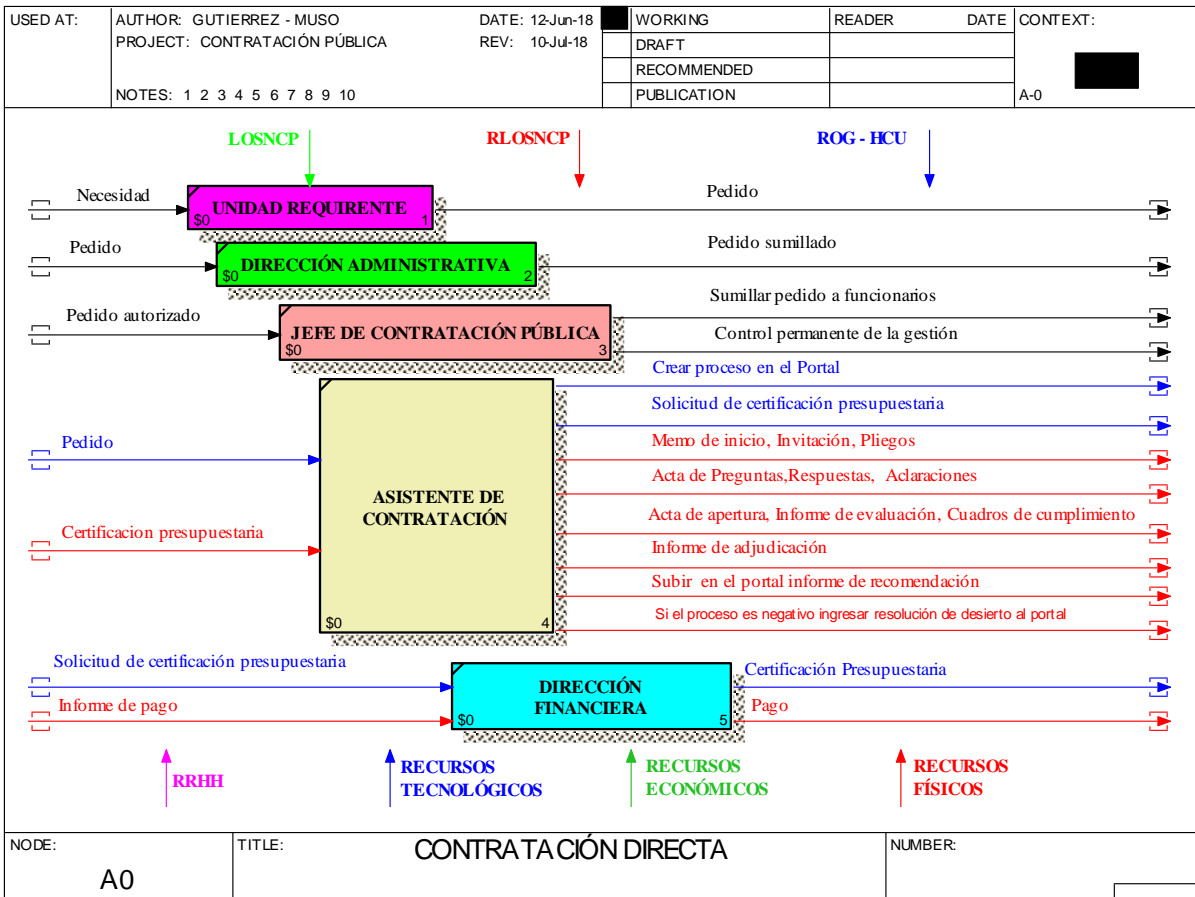 USED AT:
AUTHOR: GUTIERREZ - MUSO
DATE: 12-Jun-18
WORKING
READER
DATE
CONTEXT:
PROJECT: CONTRATACIÓN PÚBLICA
REV: 10-Jul-18
DRAFT
RECOMMENDED
NOTES: 1 2 3 4 5 6 7 8 9 10
PUBLICATION
A-0
LOSNCP
RLOSNCP
ROG - HCU
Necesidad
UNIDAD REQUIRENTE
$0
1
Pedido
Pedido
DIRECCIÓN ADMINISTRATIVA
$0
2
Pedido sumillado
Pedido autorizado
JEFE DE CONTRATACIÓN PÚBLICA
$0
3
Sumillar pedido a funcionarios
Control permanente de la gestión
Crear proceso en el Portal
Solicitud de certificación presupuestaria
Pedido
Memo de inicio, Invitación, Pliegos
Acta de Preguntas,Respuestas, Aclaraciones
ASISTENTE DE
CONTRATACIÓN
Certificacion presupuestaria
Acta de apertura, Informe de evaluación, Cuadros de cumplimiento
Informe de adjudicación
Subir en el portal informe de recomendación
Si el proceso es negativo ingresar resolución de desierto al portal
$0
4
Solicitud de certificación presupuestaria
Informe de pago
DIRECCIÓN
FINANCIERA
$0
5
Certificación Presupuestaria
Pago
RRHH
RECURSOS
TECNOLÓGICOS
RECURSOS
ECONÓMICOS
RECURSOS
FÍSICOS
NODE:
A0
TITLE:
CONTRATACIÓN DIRECTA
NUMBER: